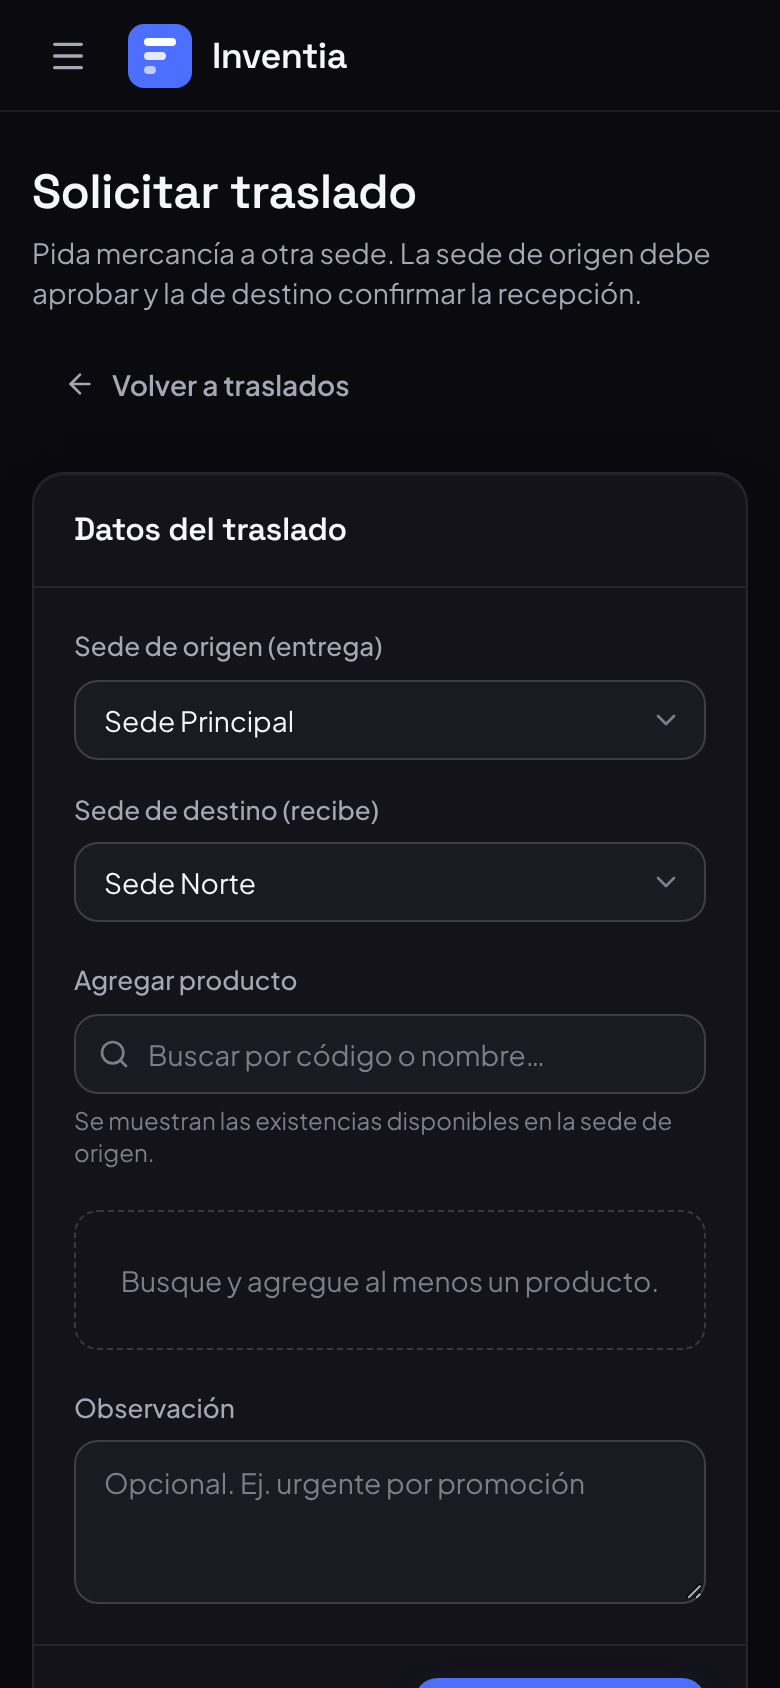 Inventia
Solicitar traslado
Pida mercancía a otra sede. La sede de origen debe
aprobar y la de destino confirmar la recepción.
Volver a traslados
Datos del traslado
Sede de origen (entrega)
Sede Principal
Sede de destino (recibe)
Sede Norte
Agregar producto
Buscar por código o nombre...
Se muestran las existencias disponibles en la sede de
origen.
Busque y agregue al menos un producto.
Observación
Opcional. Ej. urgente por promoción